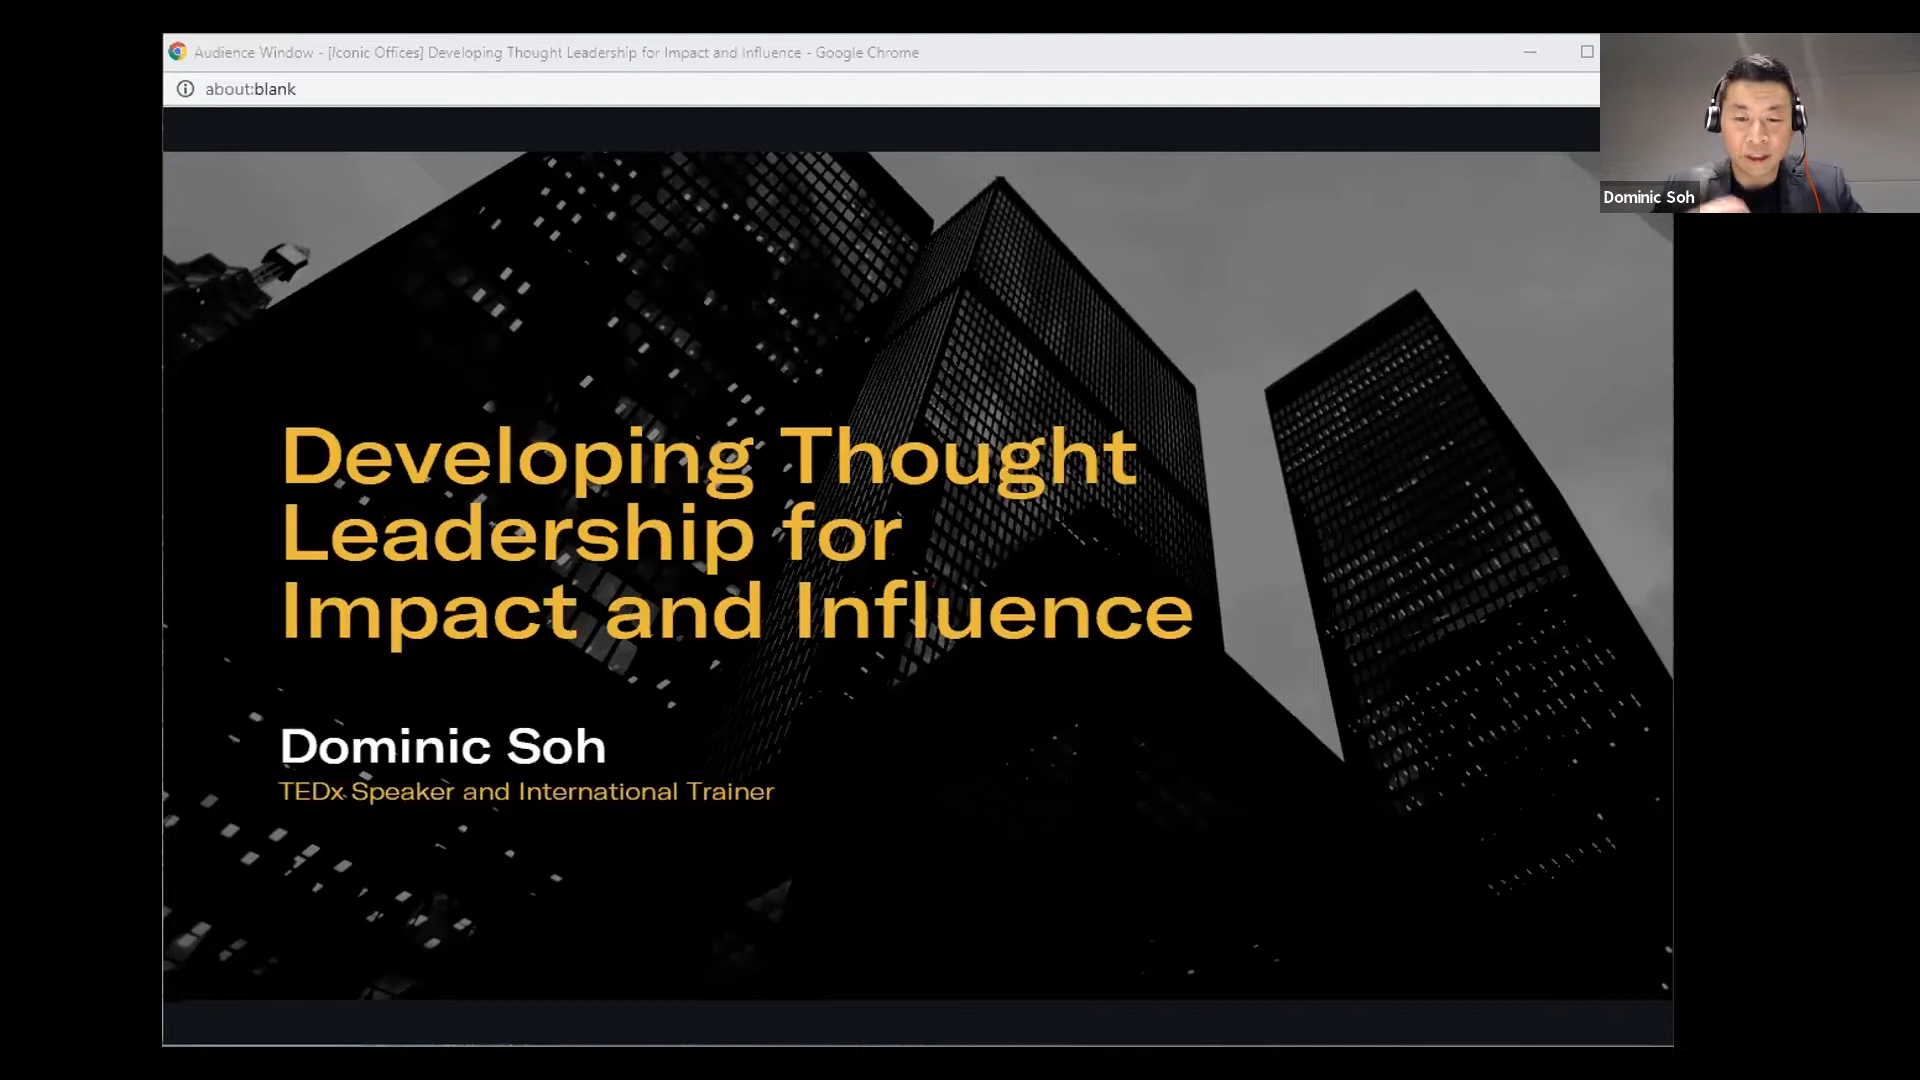 Audience Window - [Iconic Offices] Developing Thought Leadership for Impact and Influence - Google Chrome
about:blank
Dominic Soh
Developing Thought
Leadership for
Impact and Influence
Dominic Soh
TEDx Speaker and International Trainer